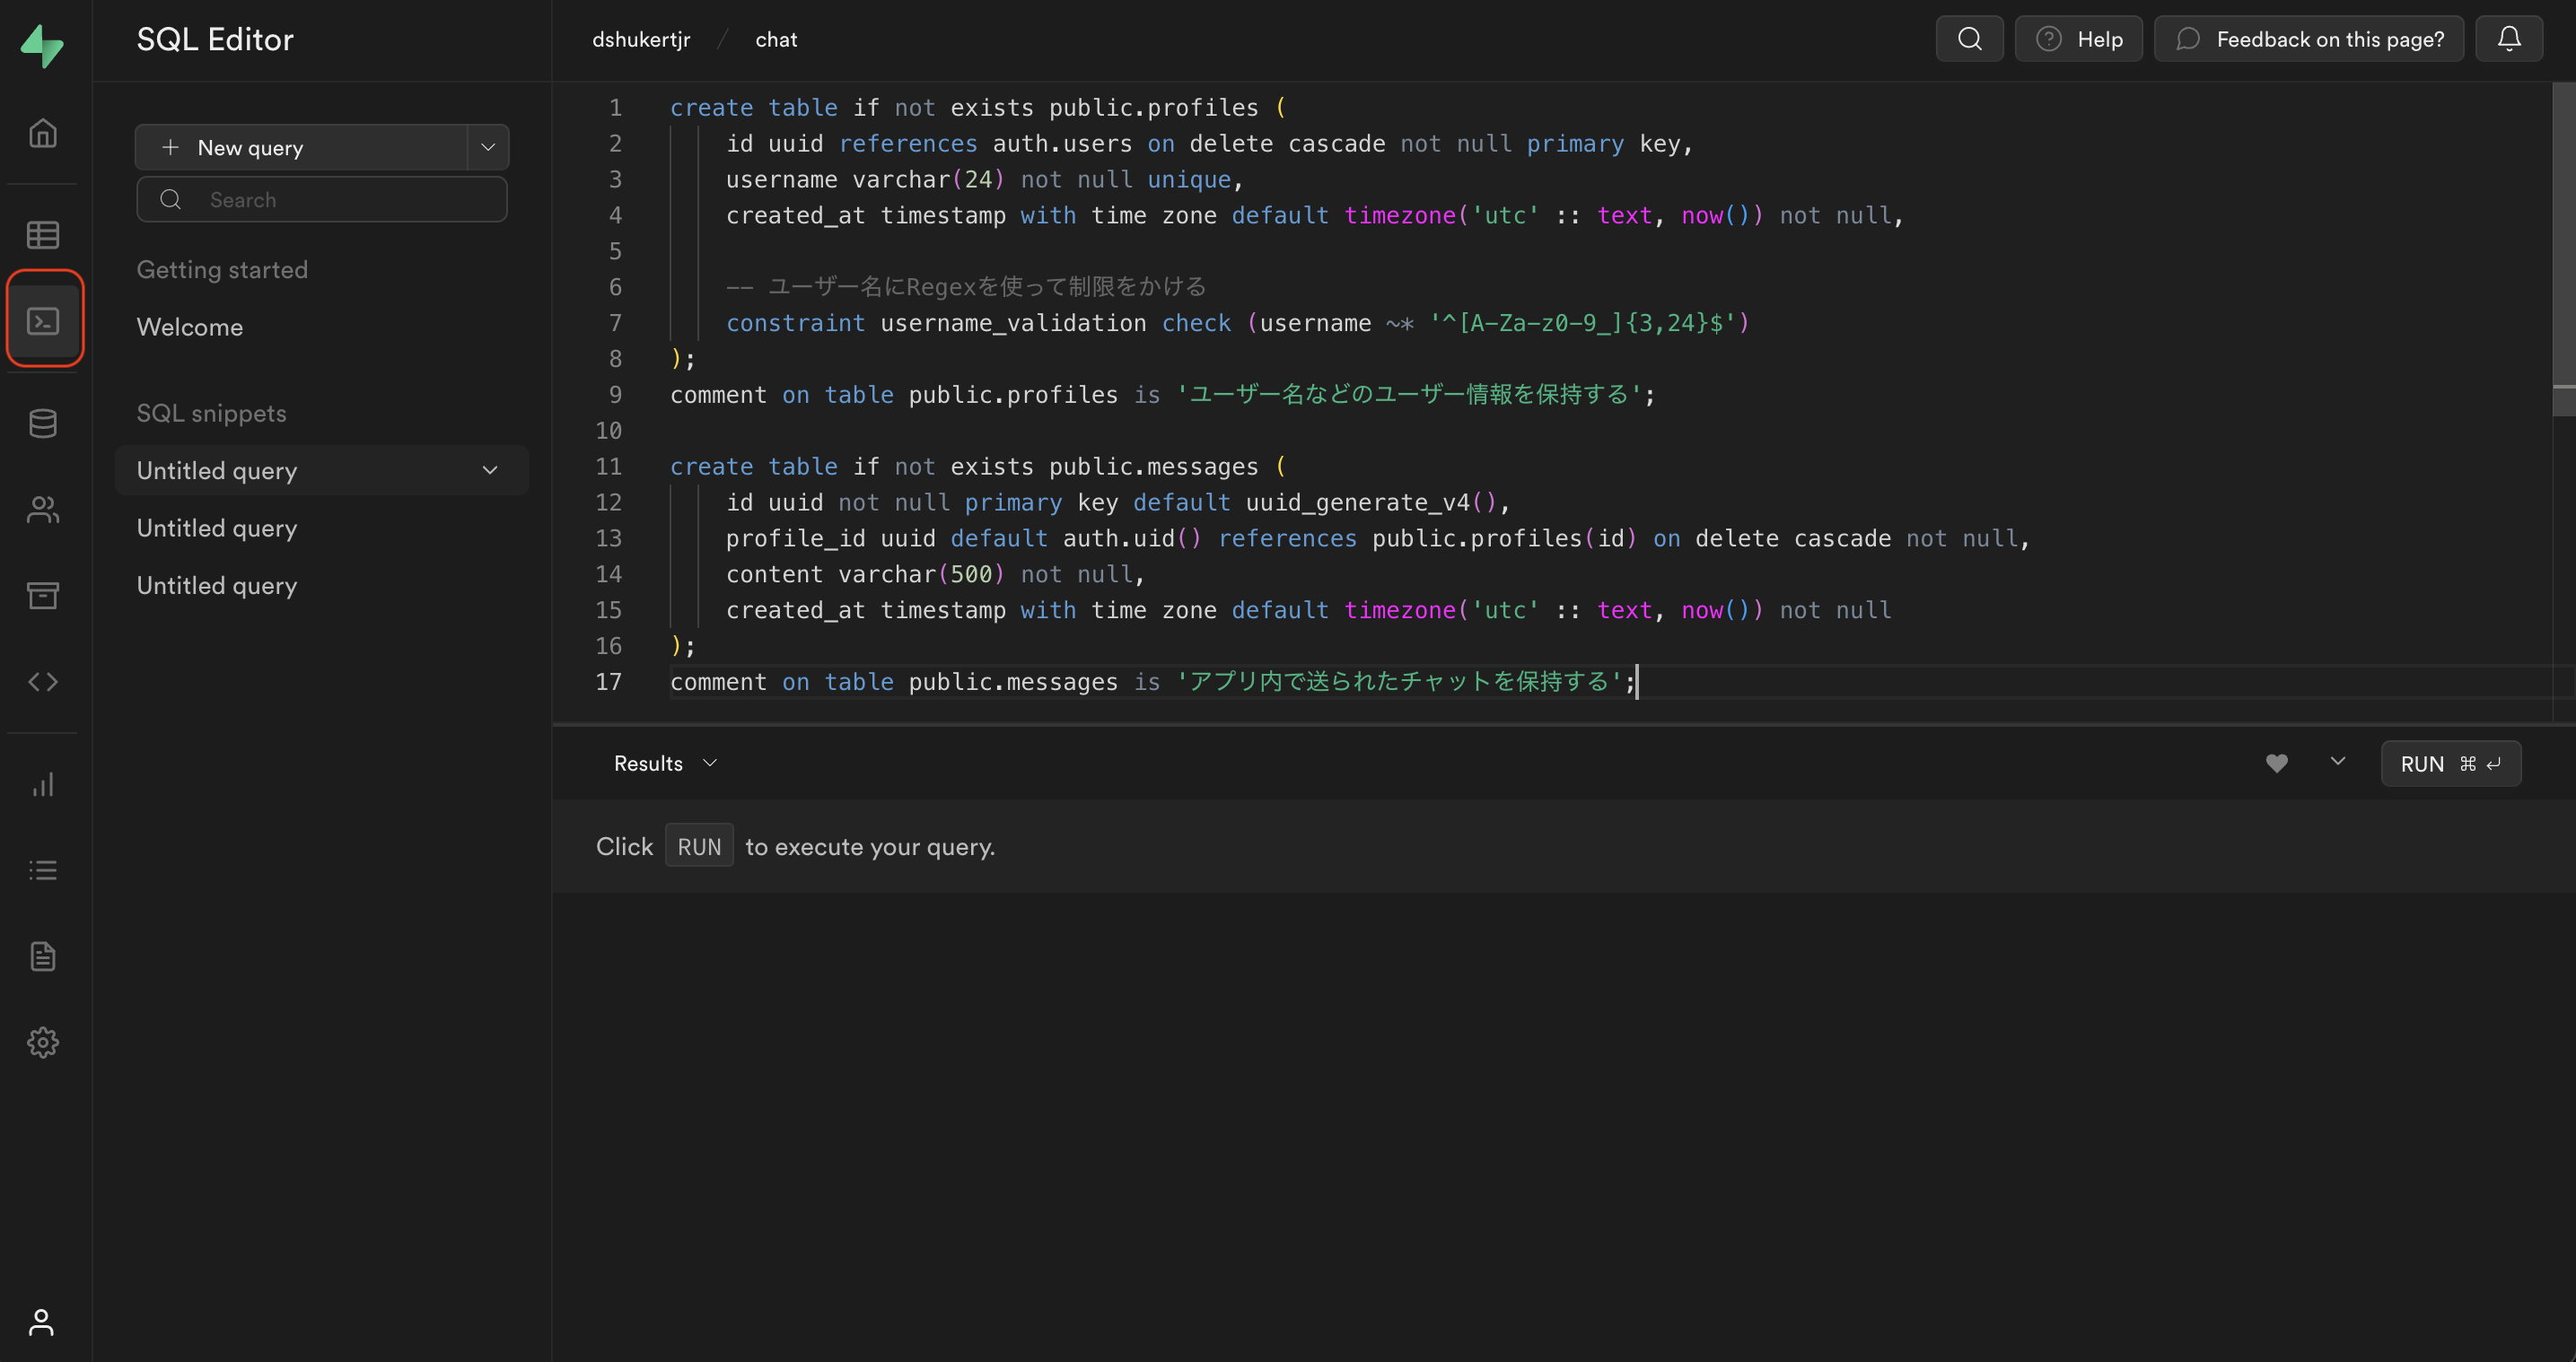 SQL Editor
dshukertjr / chat
Help
Feedback on this page?
New query
Search
Getting started
Welcome
SQL snippets
Untitled query
Untitled query
Untitled query
1 create table if not exists public.profiles (
2 id uuid references auth.users on delete cascade not null primary key,
3 username varchar(24) not null unique,
4 created_at timestamp with time zone default timezone('utc' :: text, now()) not null,
5
6 -- ユーザー名にRegexを使って制限をかける
7 constraint username_validation check (username ~* '^[A-Za-z0-9_]{3,24}$')
8 );
9 comment on table public.profiles is 'ユーザー名などのユーザー情報を保持する';
10
11 create table if not exists public.messages (
12 id uuid not null primary key default uuid_generate_v4(),
13 profile_id uuid default auth.uid() references public.profiles(id) on delete cascade not null,
14 content varchar(500) not null,
15 created_at timestamp with time zone default timezone('utc' :: text, now()) not null
16 );
17 comment on table public.messages is 'アプリ内で送られたチャットを保持する';
Results
RUN ⌘ ↵
Click RUN to execute your query.